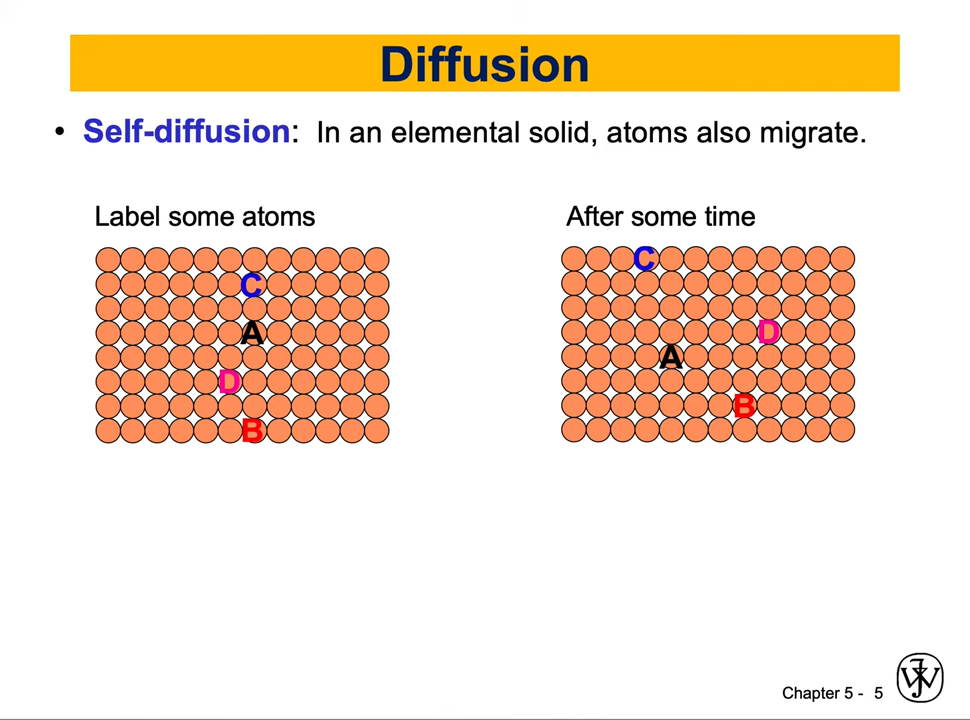 Diffusion
• Self-diffusion: In an elemental solid, atoms also migrate.
Label some atoms
After some time
C
A
D
B
C
D
A
B
Chapter 5 - 5